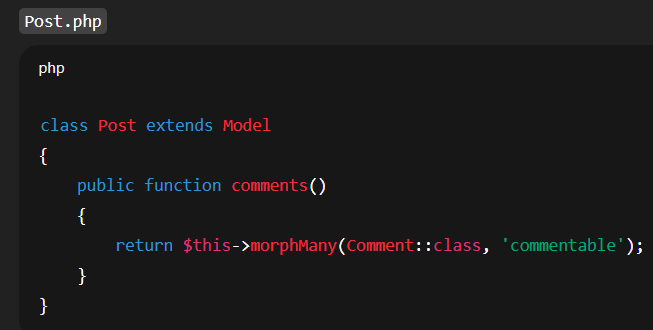 Post.php
php
class Post extends Model
{
    public function comments()
    {
        return $this->morphMany(Comment::class, 'commentable');
    }
}